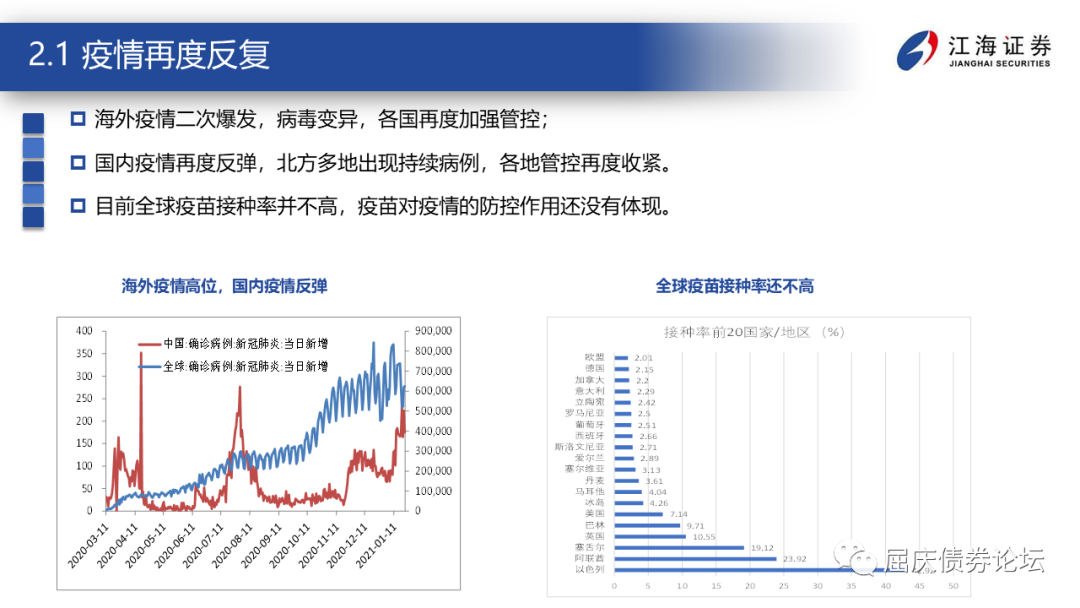 2.1 疫情再度反复
江海证券
JIANGHAI SECURITIES
海外疫情二次爆发，病毒变异，各国再度加强管控；
国内疫情再度反弹，北方多地出现持续病例，各地管控再度收紧。
目前全球疫苗接种率并不高，疫苗对疫情的防控作用还没有体现。
海外疫情高位，国内疫情反弹
400
350
300
250
200
150
100
50
0
中国:确诊病例:新冠肺炎:当日新增
全球:确诊病例:新冠肺炎:当日新增
900,000
800,000
700,000
600,000
500,000
400,000
300,000
200,000
100,000
0
2020-03-11
2020-04-11
2020-05-11
2020-06-11
2020-07-11
2020-08-11
2020-09-11
2020-10-11
2020-11-11
2020-12-11
2021-01-11
全球疫苗接种率还不高
接种率前20国家/地区（%）
欧盟 2.01
德国 2.15
加拿大 2.2
意大利 2.29
立陶宛 2.42
罗马尼亚 2.5
葡萄牙 2.51
西班牙 2.66
斯洛文尼亚 2.71
爱尔兰 2.89
塞尔维亚 3.13
丹麦 3.61
马耳他 4.04
冰岛 4.26
美国 7.14
巴林 9.71
英国 10.55
塞舌尔 19.12
阿联酋 23.92
以色列
0 5 10 15 20 25 30 35 40 45 50
屈庆债券论坛